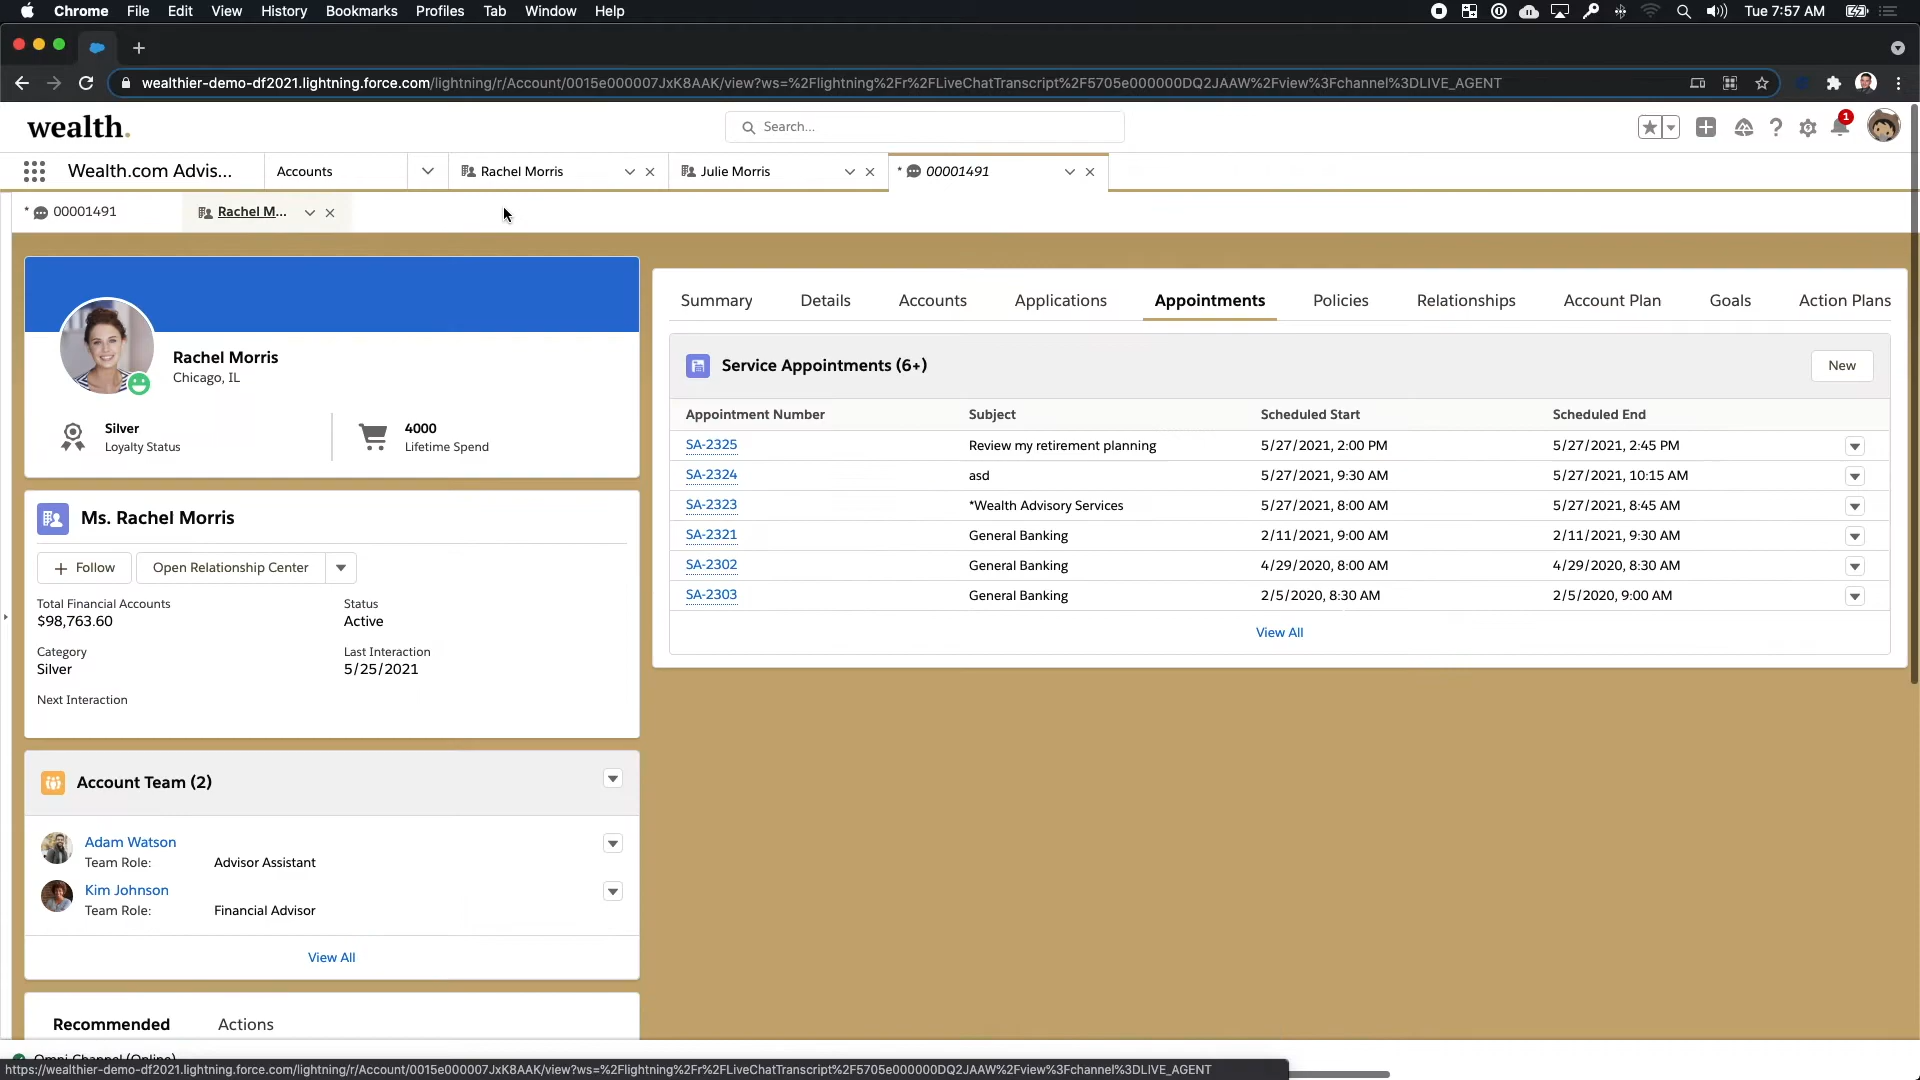 Chrome File Edit View History Bookmarks Profiles Tab Window Help Tue 7:57 AM
wealthier-demo-df2021.lightning.force.com/lightning/r/Account/0015e000007JxK8AAK/view?ws=%2Flightning%2Fr%2FLiveChatTranscript%2F5705e000000DQ2JAAW%2Fview%3Fchannel%3DLIVE_AGENT
wealth. Search... 1
Wealth.com Advis... Accounts Rachel Morris Julie Morris * 00001491
* 00001491 Rachel M...
Rachel Morris
Chicago, IL
Silver
Loyalty Status
4000
Lifetime Spend
Ms. Rachel Morris
Follow Open Relationship Center
Total Financial Accounts Status
$98,763.60 Active
Category Last Interaction
Silver 5/25/2021
Next Interaction
Account Team (2)
Adam Watson
Team Role: Advisor Assistant
Kim Johnson
Team Role: Financial Advisor
View All
Recommended Actions
Summary Details Accounts Applications Appointments Policies Relationships Account Plan Goals Action Plans
Service Appointments (6+) New
Appointment Number Subject Scheduled Start Scheduled End
SA-2325 Review my retirement planning 5/27/2021, 2:00 PM 5/27/2021, 2:45 PM
SA-2324 asd 5/27/2021, 9:30 AM 5/27/2021, 10:15 AM
SA-2323 *Wealth Advisory Services 5/27/2021, 8:00 AM 5/27/2021, 8:45 AM
SA-2321 General Banking 2/11/2021, 9:00 AM 2/11/2021, 9:30 AM
SA-2302 General Banking 4/29/2020, 8:00 AM 4/29/2020, 8:30 AM
SA-2303 General Banking 2/5/2020, 8:30 AM 2/5/2020, 9:00 AM
View All
Omni-Channel (Online)
https://wealthier-demo-df2021.lightning.force.com/lightning/r/Account/0015e000007JxK8AAK/view?ws=%2Flightning%2Fr%2FLiveChatTranscript%2F5705e000000DQ2JAAW%2Fview%3Fchannel%3DLIVE_AGENT